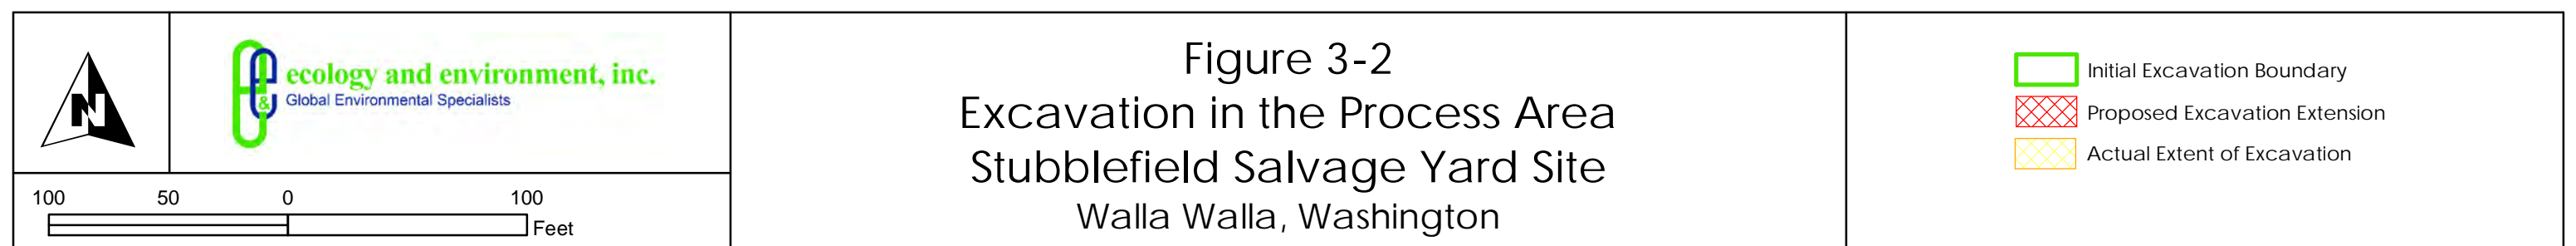 N
ecology and environment, inc.
Global Environmental Specialists
&
100 50 0 100
Feet
Figure 3-2
Excavation in the Process Area
Stubblefield Salvage Yard Site
Walla Walla, Washington
Initial Excavation Boundary
Proposed Excavation Extension
Actual Extent of Excavation